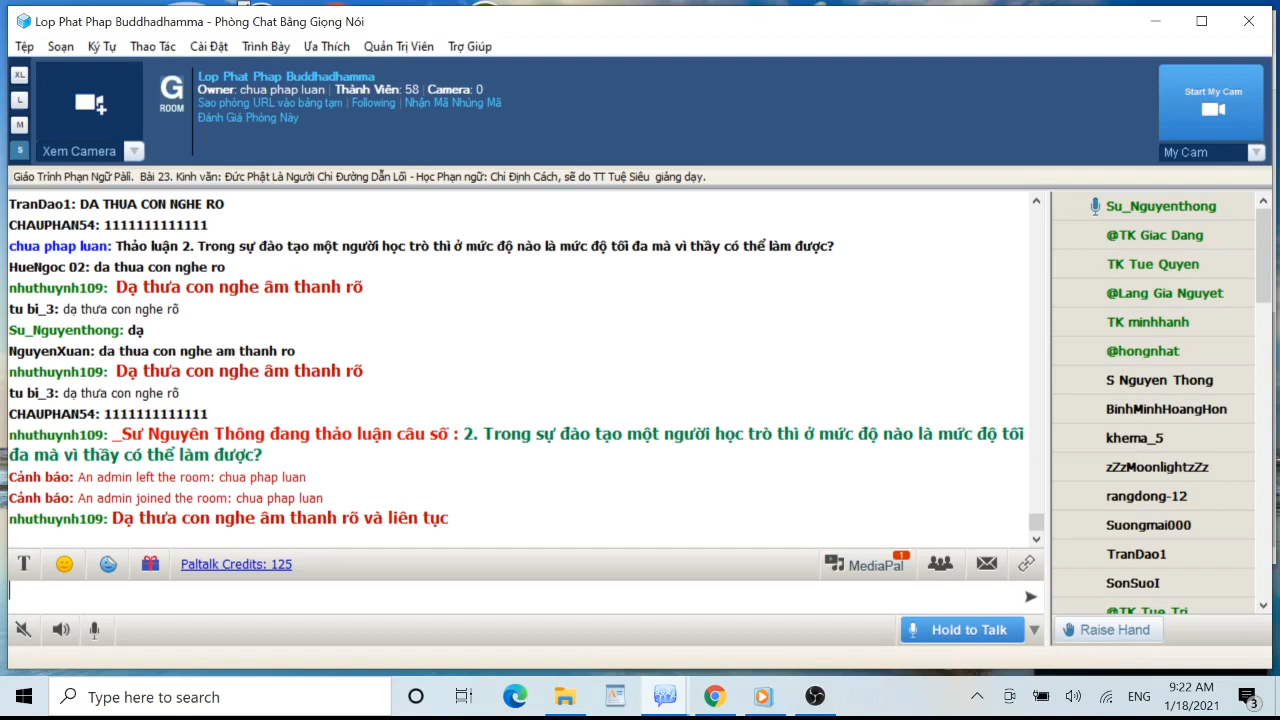 Lop Phat Phap Buddhadhamma - Phòng Chat Bằng Giọng Nói
Tệp Soạn Ký Tự Thao Tác Cài Đặt Trình Bày Ưa Thích Quản Trị Viên Trợ Giúp
XL
L
M
S
Xem Camera
G
ROOM
Lop Phat Phap Buddhadhamma
Owner: chua phap luan | Thành Viên: 58 | Camera: 0
Sao phòng URL vào bảng tạm | Following | Nhận Mã Nhúng Mã
Đánh Giá Phòng Này
Start My Cam
My Cam
Giáo Trình Phạn Ngữ Pàli. Bài 23. Kinh văn: Đức Phật Là Người Chỉ Đường Dẫn Lối - Học Phạn ngữ: Chỉ Định Cách, sẽ do TT Tuệ Siêu giảng dạy.
TranDao1: DA THUA CON NGHE RO
CHAUPHAN54: 1111111111111
chua phap luan: Thảo luận 2. Trong sự đào tạo một người học trò thì ở mức độ nào là mức độ tối đa mà vì thầy có thể làm được?
HueNgoc 02: da thua con nghe ro
nhuthuynh109: Dạ thưa con nghe âm thanh rõ
tu bi_3: dạ thưa con nghe rõ
Su_Nguyenthong: dạ
NguyenXuan: da thua con nghe am thanh ro
nhuthuynh109: Dạ thưa con nghe âm thanh rõ
tu bi_3: dạ thưa con nghe rõ
CHAUPHAN54: 1111111111111
nhuthuynh109: _Sư Nguyên Thông đang thảo luận câu số : 2. Trong sự đào tạo một người học trò thì ở mức độ nào là mức độ tối
đa mà vì thầy có thể làm được?
Cảnh báo: An admin left the room: chua phap luan
Cảnh báo: An admin joined the room: chua phap luan
nhuthuynh109: Dạ thưa con nghe âm thanh rõ và liên tục
Su_Nguyenthong
@TK Giac Dang
TK Tue Quyen
@Lang Gia Nguyet
TK minhhanh
@hongnhat
S Nguyen Thong
BinhMinhHoangHon
khema_5
zZzMoonlightzZz
rangdong-12
Suongmai000
TranDao1
SonSuoI
@TK Tue Tri
T Paltalk Credits: 125 MediaPal 1
Hold to Talk
Raise Hand
Type here to search
ENG
9:22 AM
1/18/2021
3